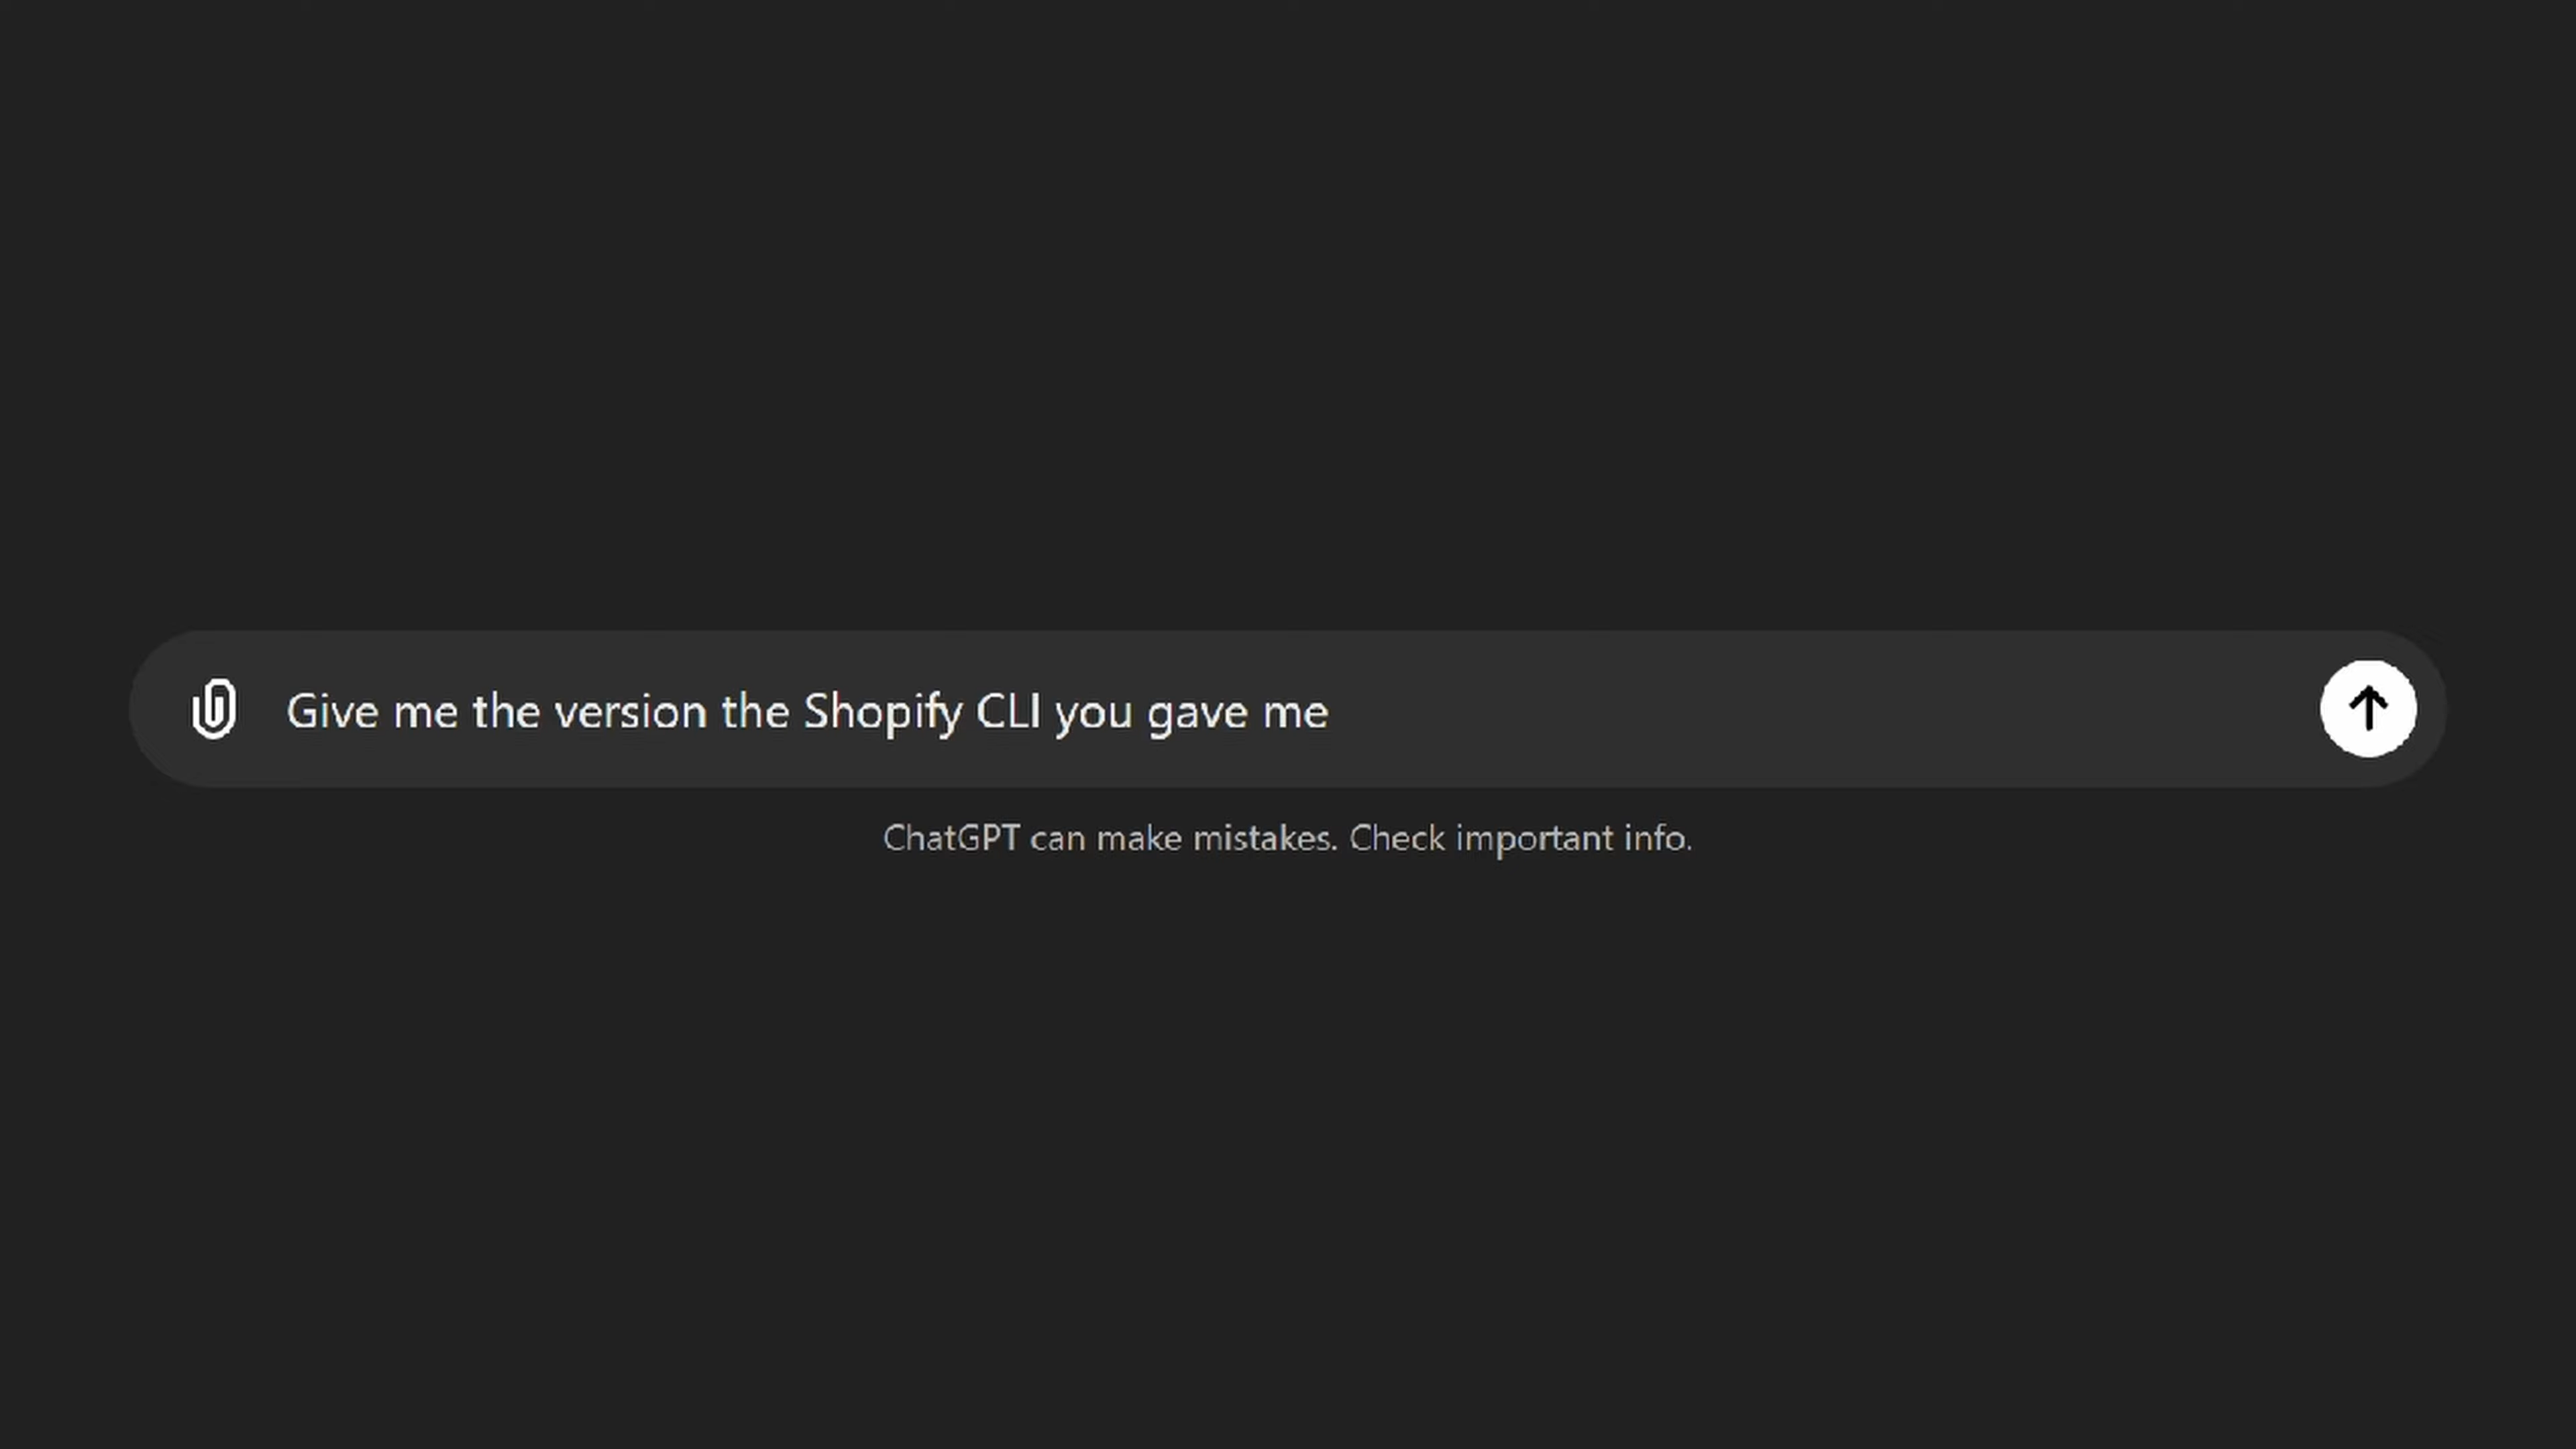 Give me the version the Shopify CLI you gave me
ChatGPT can make mistakes. Check important info.